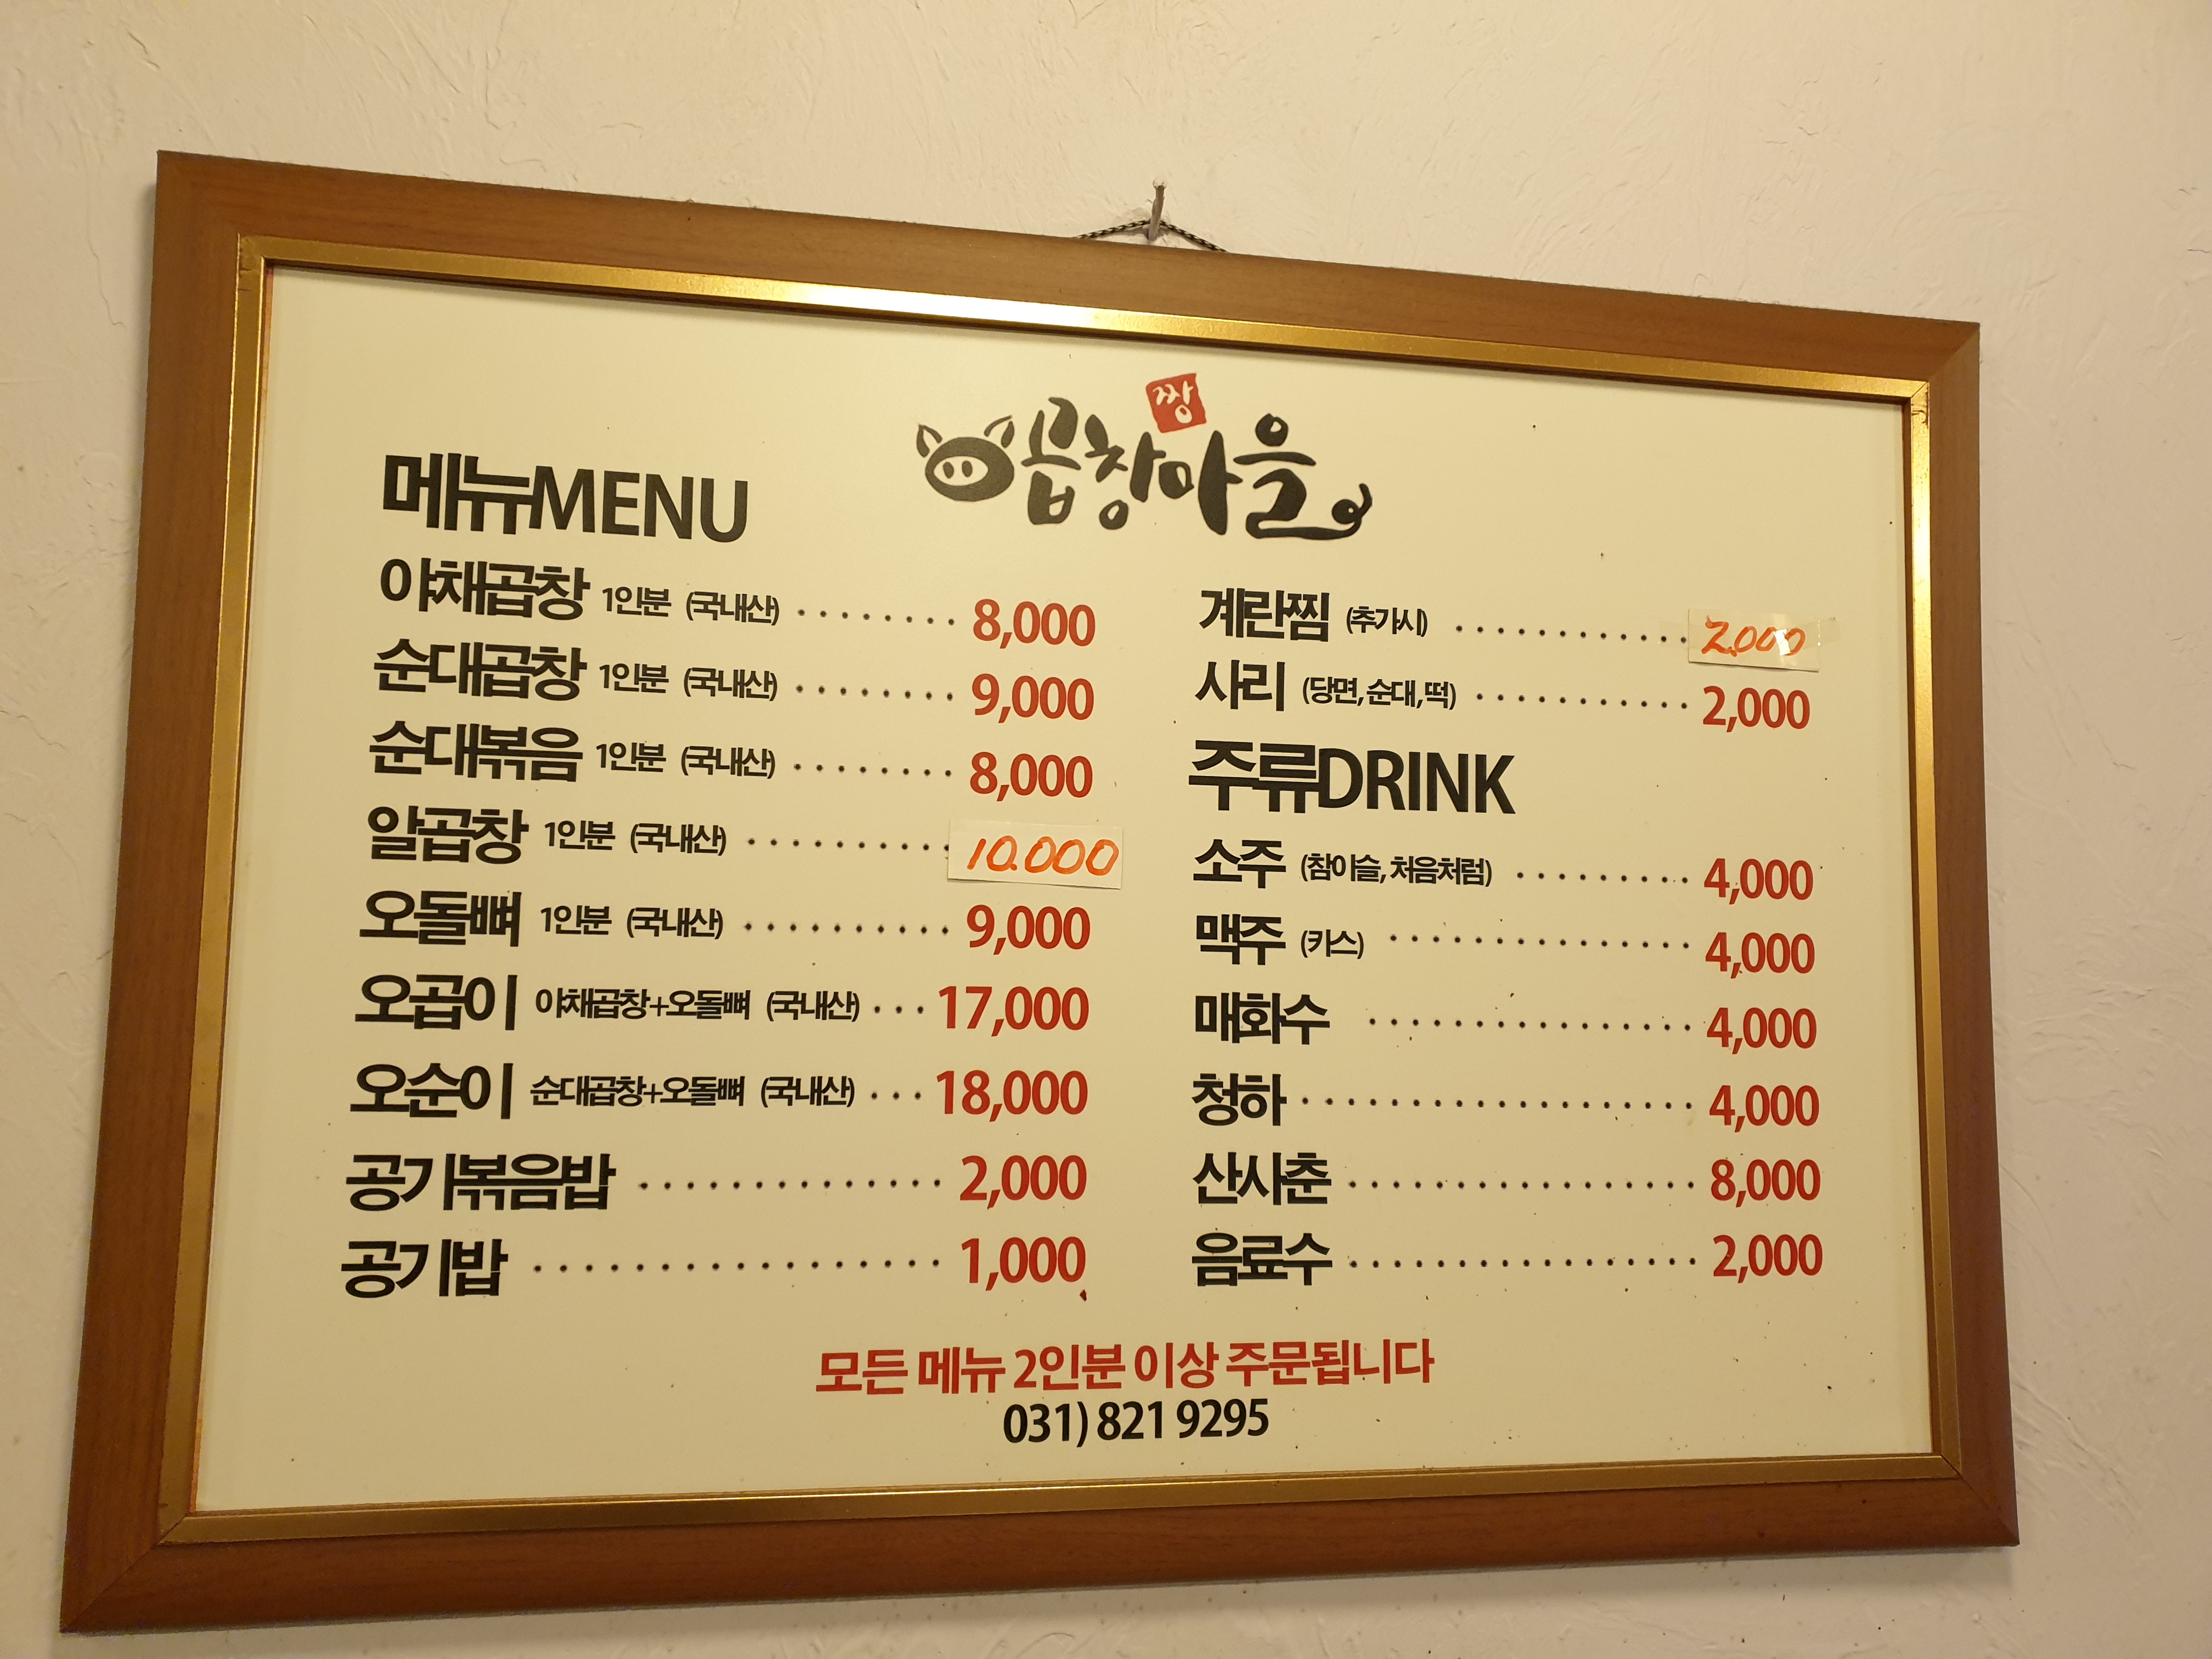 짱
곱창마을
메뉴MENU
야채곱창 1인분 (국내산) ········· 8,000
순대곱창 1인분 (국내산) ········· 9,000
순대볶음 1인분 (국내산) ········· 8,000
알곱창 1인분 (국내산) ··········· 10.000
오돌뼈 1인분 (국내산) ··········· 9,000
오곱이 야채곱창+오돌뼈 (국내산) ··· 17,000
오순이 순대곱창+오돌뼈 (국내산) ··· 18,000
공기볶음밥 ·············· 2,000
공기밥 ················ 1,000
계란찜 (추가시) ············ 2.000
사리 (당면, 순대, 떡) ··········· 2,000
주류DRINK
소주 (참이슬, 처음처럼) ········· 4,000
맥주 (카스) ················ 4,000
매화수 ················· 4,000
청하 ···················· 4,000
산사춘 ·················· 8,000
음료수 ·················· 2,000
모든 메뉴 2인분 이상 주문됩니다
031) 821 9295